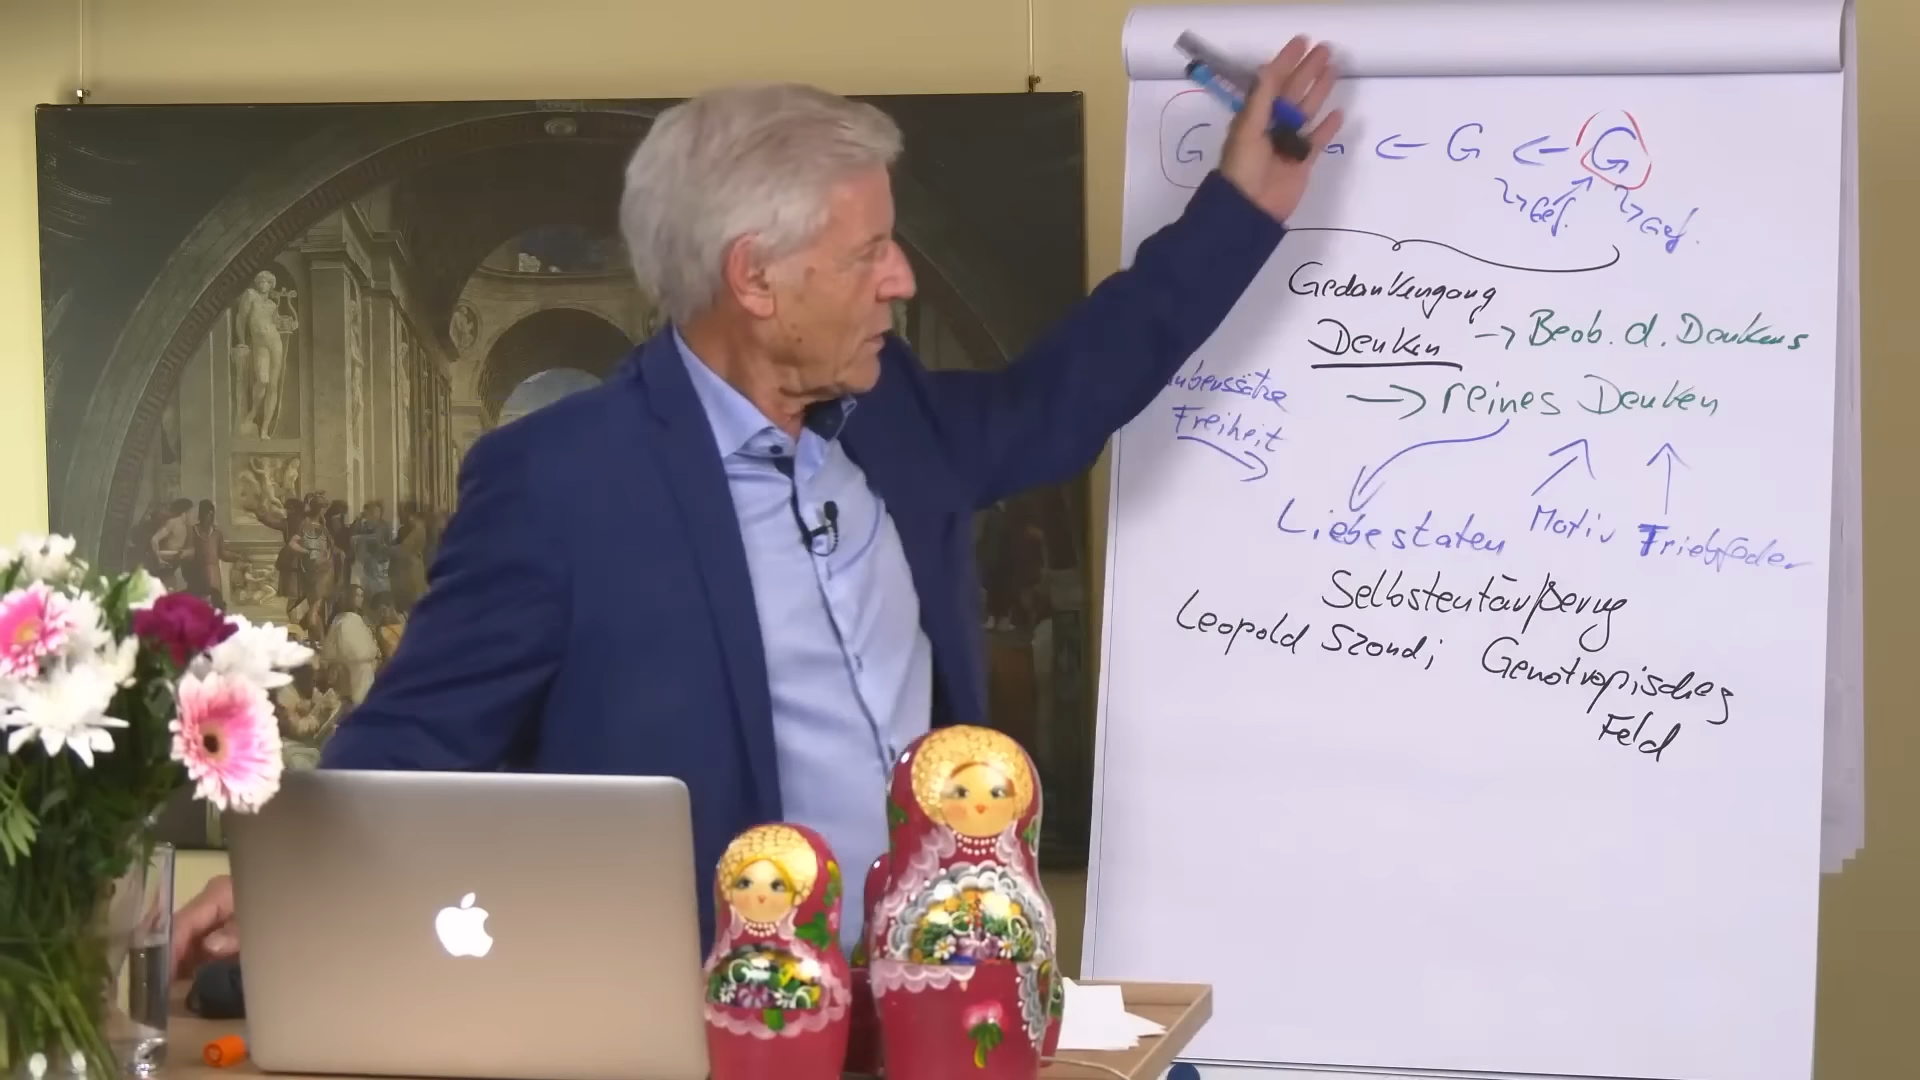 G ← G ← G
↳ Gef. ↳ Gef.
Gedankengang
Denken → Beob. d. Denkens
→ reines Denken
Freiheit
Liebestaten Motiv Triebfeder
Selbstentäußerung
Leopold Szondi Genotropisches
Feld